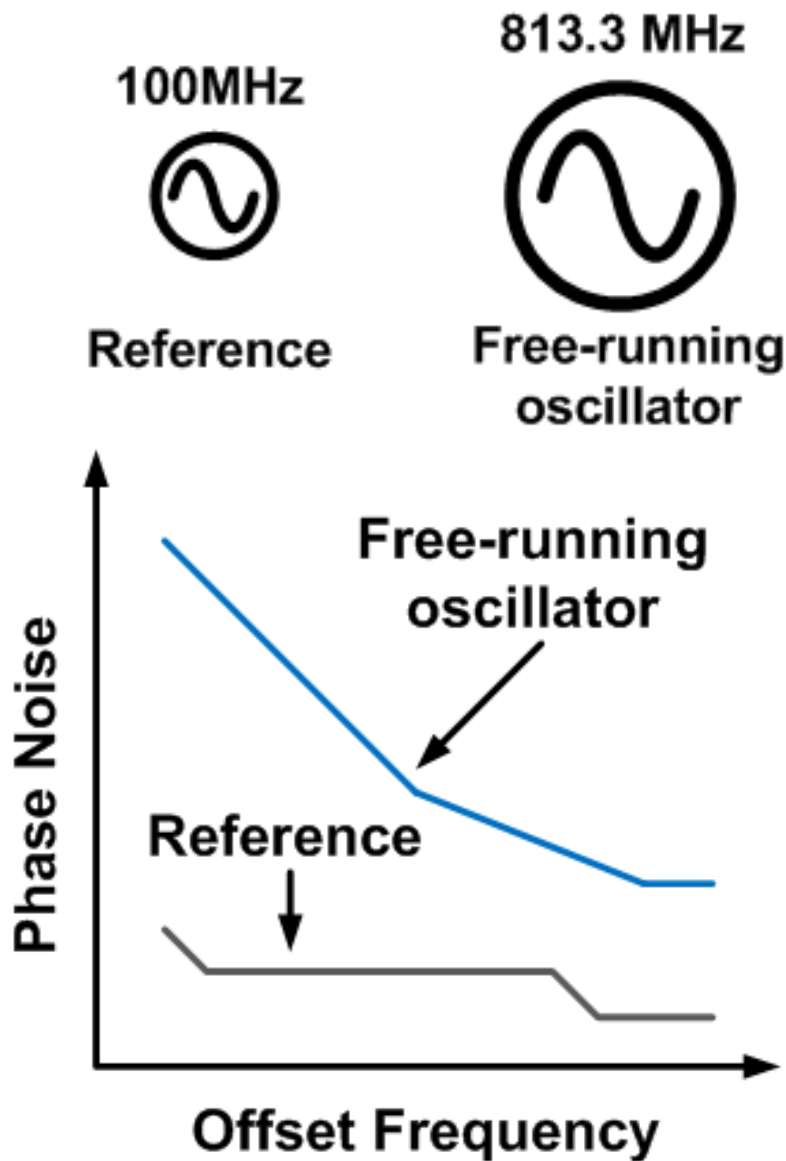 813.3 MHz
100MHz
Reference
Free-running
oscillator
Free-running
oscillator
Reference
Phase Noise
Offset Frequency